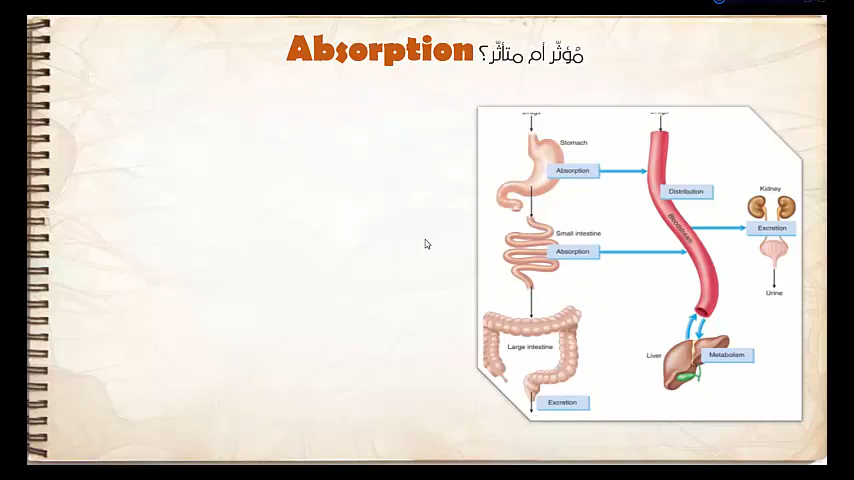 Absorption مُؤثّر أم متأثّر؟
Stomach
Absorption
Distribution
Kidney
Bloodstream
Excretion
Small intestine
Absorption
Urine
Large intestine
Liver
Metabolism
Excretion